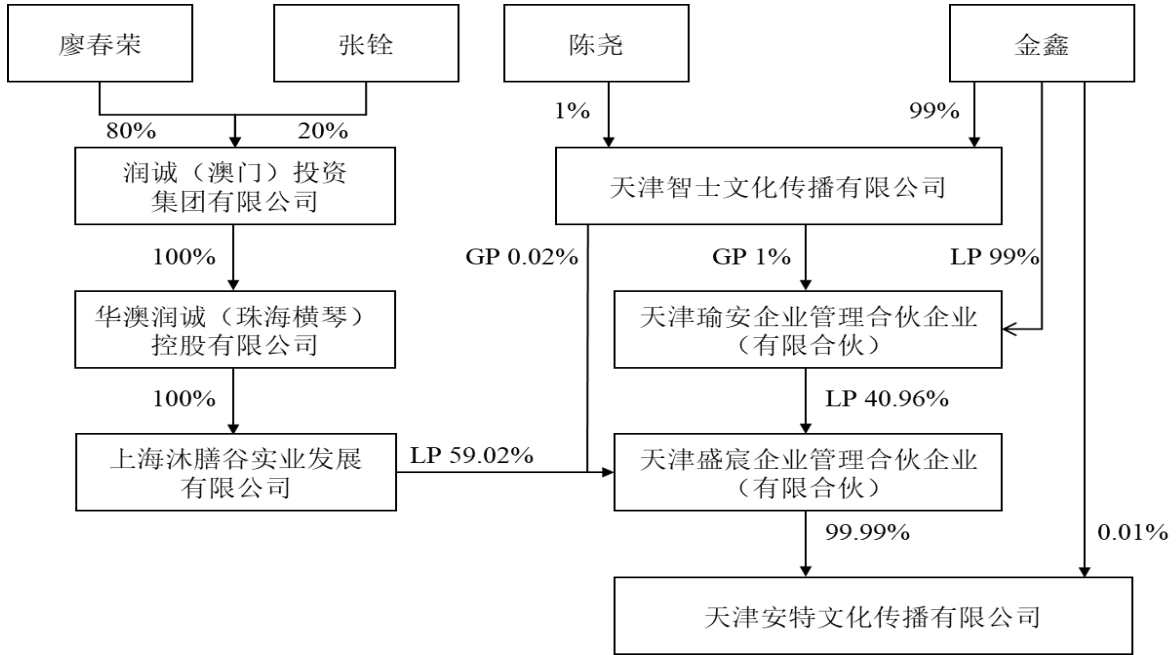 廖春荣
张铨
陈尧
金鑫
80%
20%
1%
99%
润诚（澳门）投资
集团有限公司
天津智士文化传播有限公司
100%
GP 0.02%
GP 1%
LP 99%
华澳润诚（珠海横琴）
控股有限公司
天津瑜安企业管理合伙企业
（有限合伙）
100%
LP 40.96%
上海沐膳谷实业发展
有限公司
LP 59.02%
天津盛宸企业管理合伙企业
（有限合伙）
99.99%
0.01%
天津安特文化传播有限公司